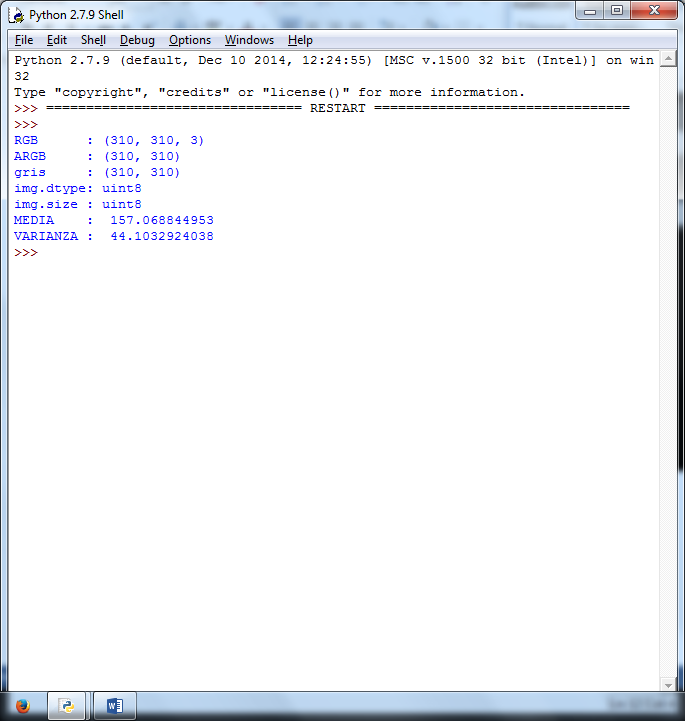 Python 2.7.9 Shell
File Edit Shell Debug Options Windows Help
Python 2.7.9 (default, Dec 10 2014, 12:24:55) [MSC v.1500 32 bit (Intel)] on win
32
Type "copyright", "credits" or "license()" for more information.
>>> ================================ RESTART ================================
>>>
RGB      : (310, 310, 3)
ARGB     : (310, 310)
gris     : (310, 310)
img.dtype: uint8
img.size : uint8
MEDIA    :  157.068844953
VARIANZA :  44.1032924038
>>>